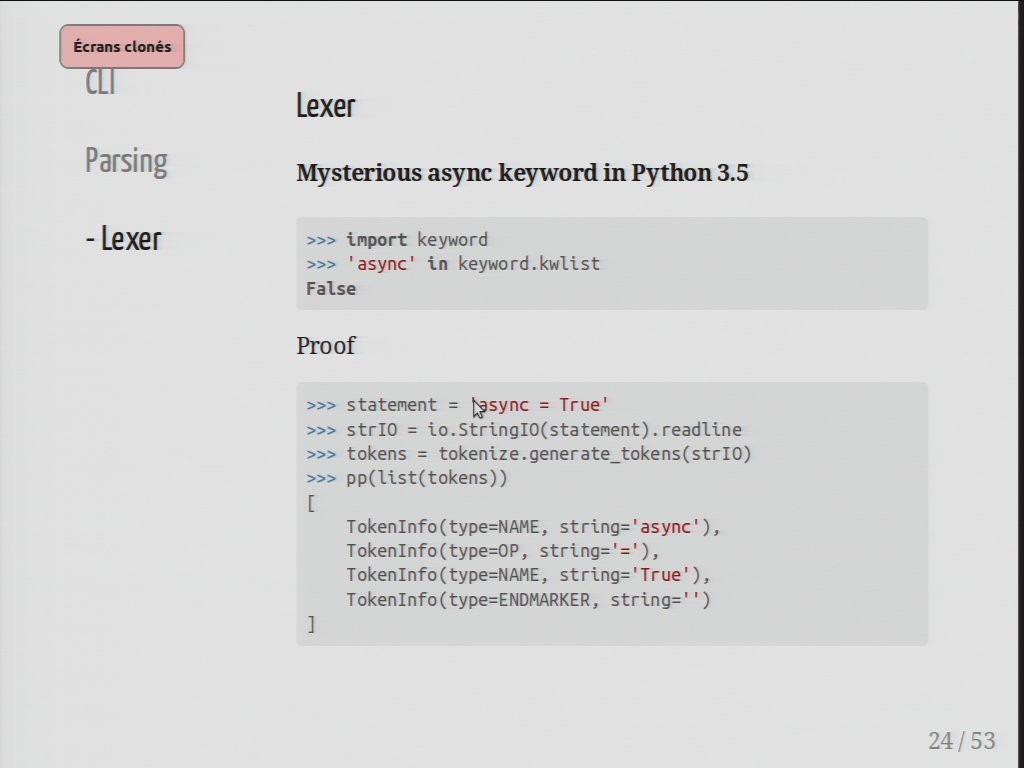 Écrans clonés
CLI
Parsing
- Lexer
Lexer
Mysterious async keyword in Python 3.5
>>> import keyword
>>> 'async' in keyword.kwlist
False
Proof
>>> statement = 'async = True'
>>> strIO = io.StringIO(statement).readline
>>> tokens = tokenize.generate_tokens(strIO)
>>> pp(list(tokens))
[
    TokenInfo(type=NAME, string='async'),
    TokenInfo(type=OP, string='='),
    TokenInfo(type=NAME, string='True'),
    TokenInfo(type=ENDMARKER, string='')
]
24 / 53